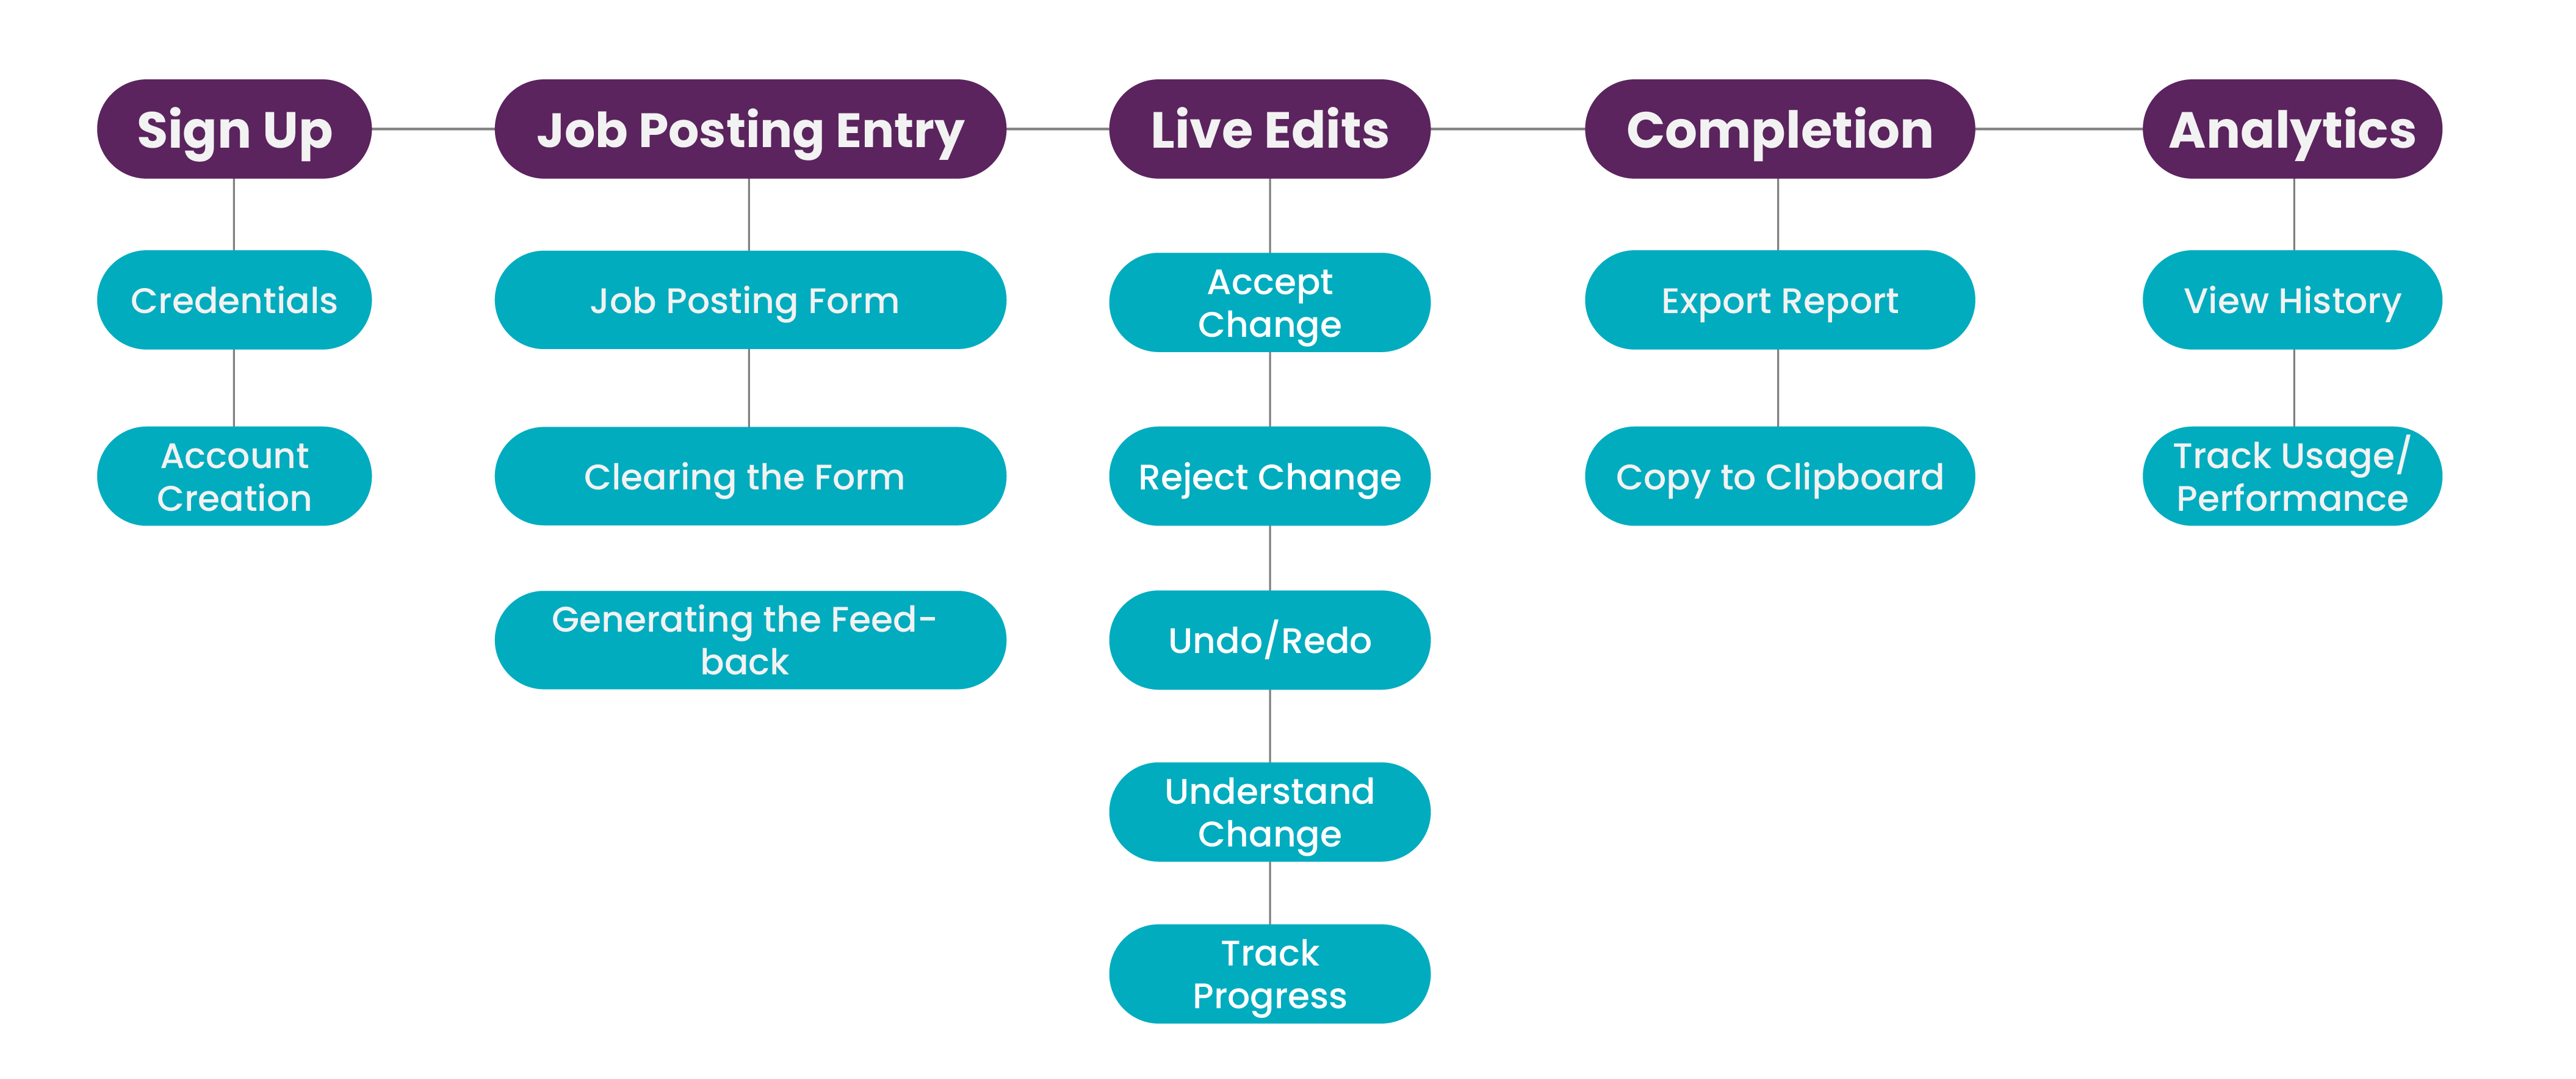 Sign Up
Job Posting Entry
Live Edits
Completion
Analytics
Credentials
Account
Creation
Job Posting Form
Clearing the Form
Generating the Feed-
back
Accept
Change
Reject Change
Undo/Redo
Understand
Change
Track
Progress
Export Report
Copy to Clipboard
View History
Track Usage/
Performance